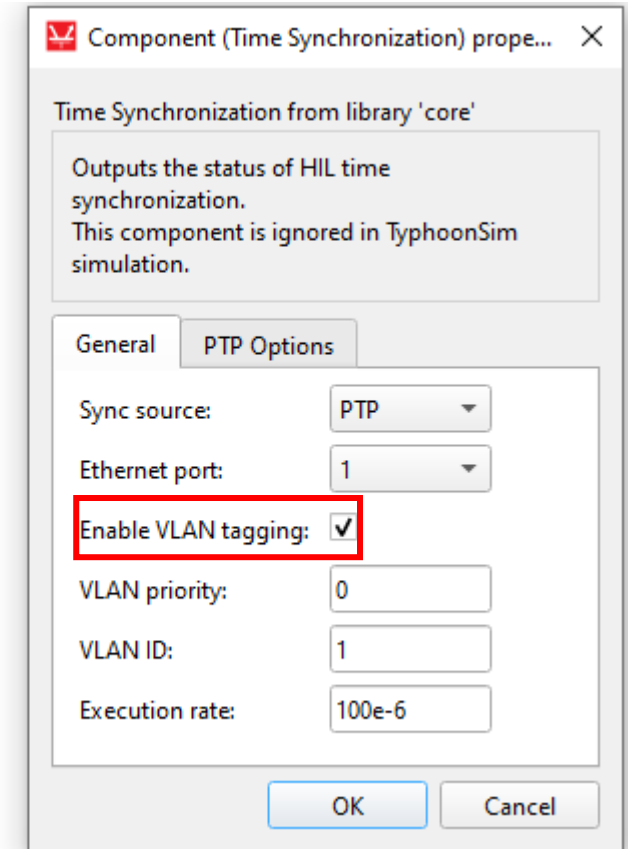 Component (Time Synchronization) prope...
Time Synchronization from library 'core'
Outputs the status of HIL time
synchronization.
This component is ignored in TyphoonSim
simulation.
General PTP Options
Sync source: PTP
Ethernet port: 1
Enable VLAN tagging:
VLAN priority: 0
VLAN ID: 1
Execution rate: 100e-6
OK Cancel